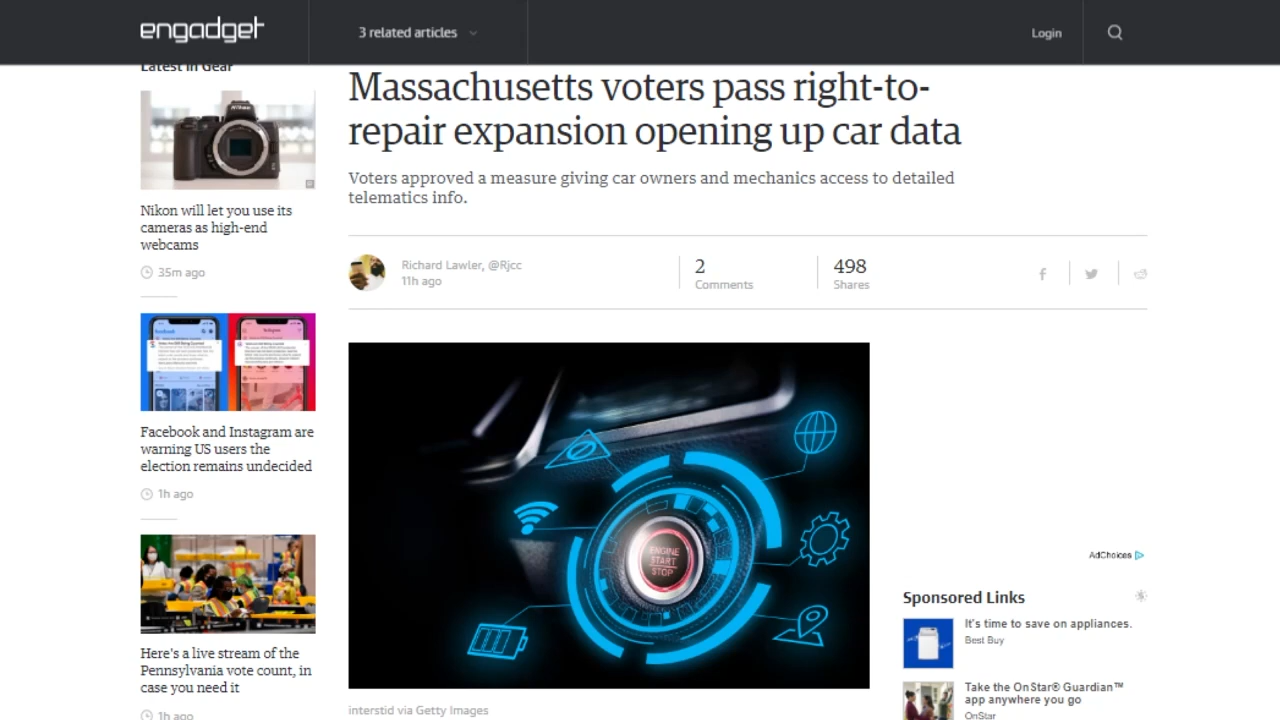 engadget
3 related articles
Login
Latest in Gear
Nikon
Nikon will let you use its
cameras as high-end
webcams
35m ago
Facebook and Instagram are
warning US users the
election remains undecided
1h ago
Here's a live stream of the
Pennsylvania vote count, in
case you need it
1h ago
Massachusetts voters pass right-to-
repair expansion opening up car data
Voters approved a measure giving car owners and mechanics access to detailed
telematics info.
Richard Lawler, @Rjcc
11h ago
2
Comments
498
Shares
ENGINE
START
STOP
interstid via Getty Images
AdChoices
Sponsored Links
It's time to save on appliances.
Best Buy
Take the OnStar® Guardian™
app anywhere you go
OnStar